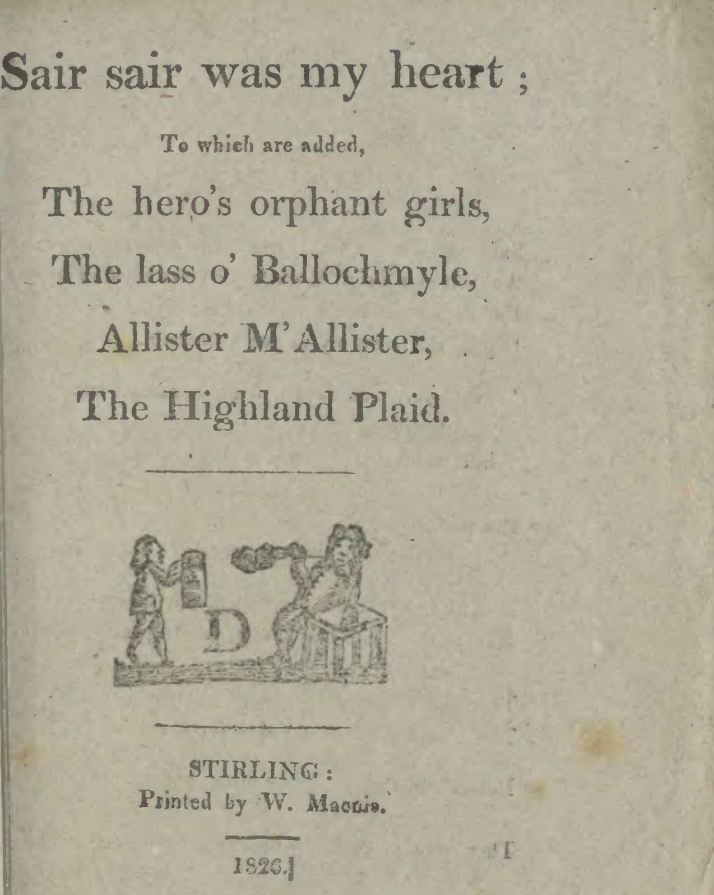 Sair sair was my heart ;
To which are added,
The hero's orphant girls,
The lass o' Ballochmyle,
Allister M'Allister,
The Highland Plaid.
D
STIRLING :
Printed by W. Macnie.
1826.